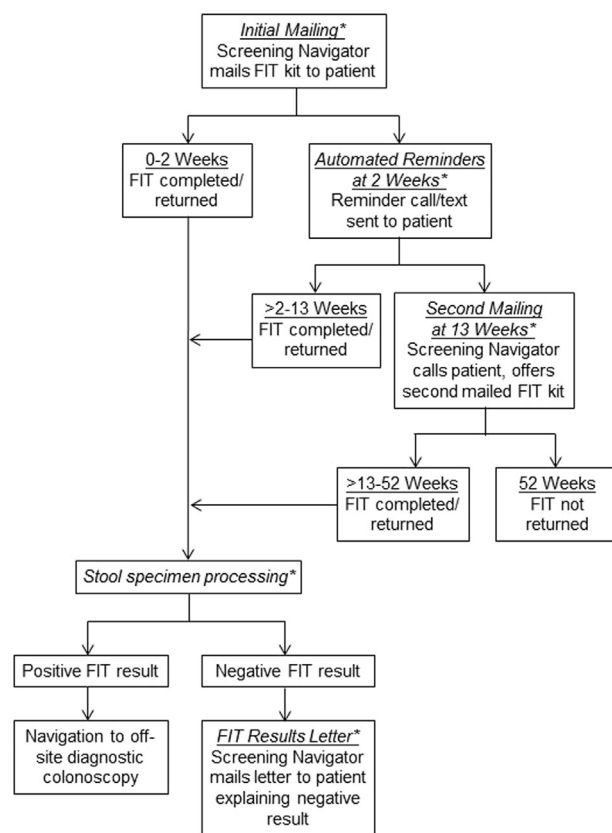 Initial Mailing*
Screening Navigator
mails FIT kit to patient
0-2 Weeks
FIT completed/
returned
Automated Reminders
at 2 Weeks*
Reminder call/text
sent to patient
>2-13 Weeks
FIT completed/
returned
Second Mailing
at 13 Weeks*
Screening Navigator
calls patient, offers
second mailed FIT kit
>13-52 Weeks
FIT completed/
returned
52 Weeks
FIT not
returned
Stool specimen processing*
Positive FIT result
Negative FIT result
Navigation to off-
site diagnostic
colonoscopy
FIT Results Letter*
Screening Navigator
mails letter to patient
explaining negative
result